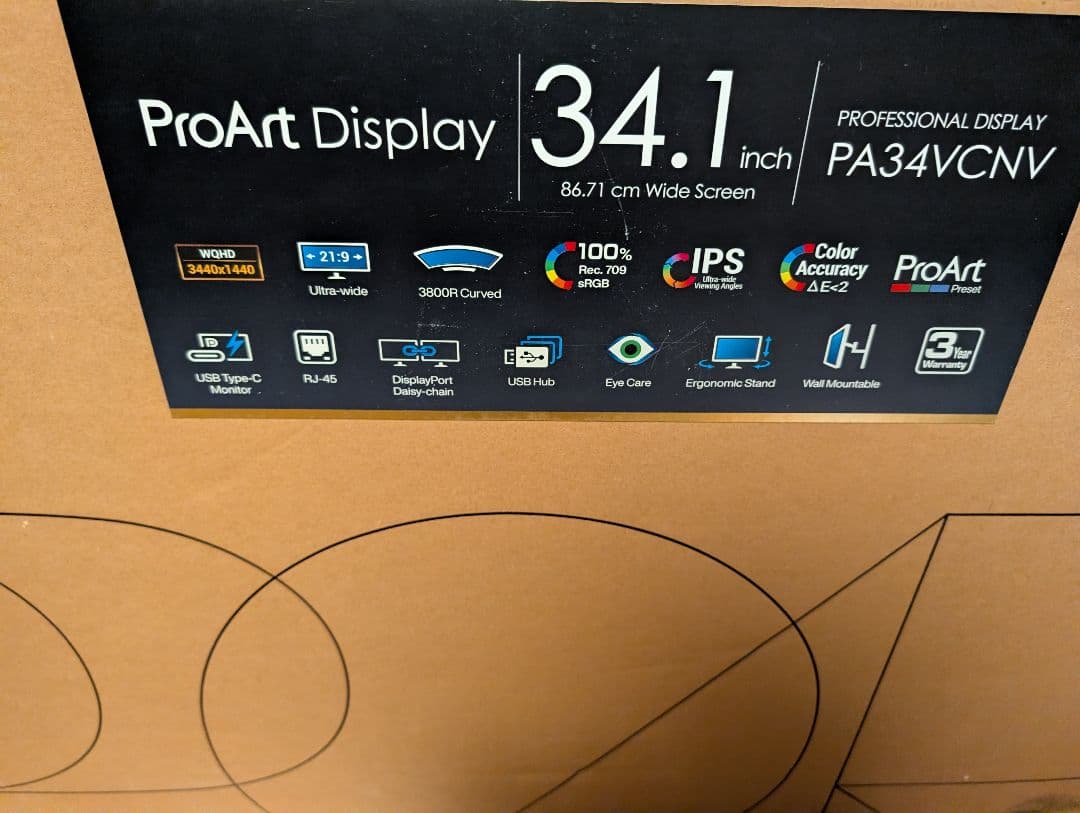 ProArt Display
34.1 inch
86.71 cm Wide Screen
PROFESSIONAL DISPLAY
PA34VCNV
WQHD
3440x1440
21:9
Ultra-wide
3800R Curved
100%
Rec. 709
sRGB
IPS
Ultra-wide
Viewing Angles
Color
Accuracy
ΔE<2
ProArt
Preset
USB Type-C
Monitor
RJ-45
DisplayPort
Daisy-chain
USB Hub
Eye Care
Ergonomic Stand
Wall Mountable
3 Year
Warranty